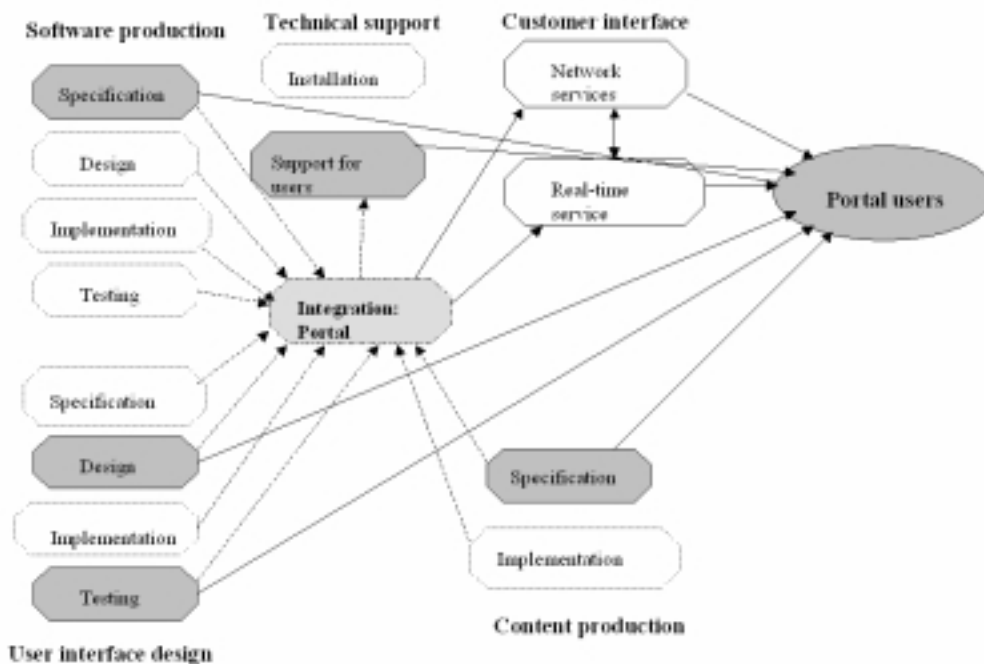 Software production
Technical support
Customer interface
Specification
Installation
Network
services
Design
Support for
users
Real-time
service
Portal users
Implementation
Testing
Integration:
Portal
Specification
Design
Specification
Implementation
Implementation
Testing
Content production
User interface design